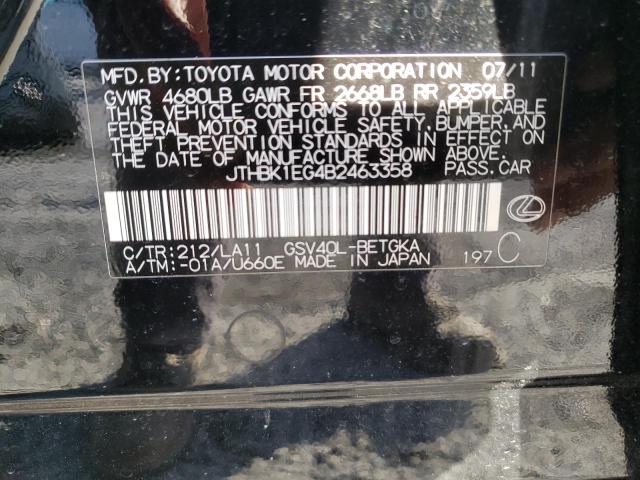 MFD.BY:TOYOTA MOTOR CORPORATION 07/11
GVWR 4680LB GAWR FR 2668LB RR 2359LB
THIS VEHICLE CONFORMS TO ALL APPLICABLE
FEDERAL MOTOR VEHICLE SAFETY,BUMPER,AND
THEFT PREVENTION STANDARDS IN EFFECT ON
THE DATE OF MANUFACTURE SHOWN ABOVE.
JTHBK1EG4B2463358 PASS.CAR
C/TR:212/LA11 GSV40L-BETGKA
A/TM:-01A/U660E MADE IN JAPAN 197 C